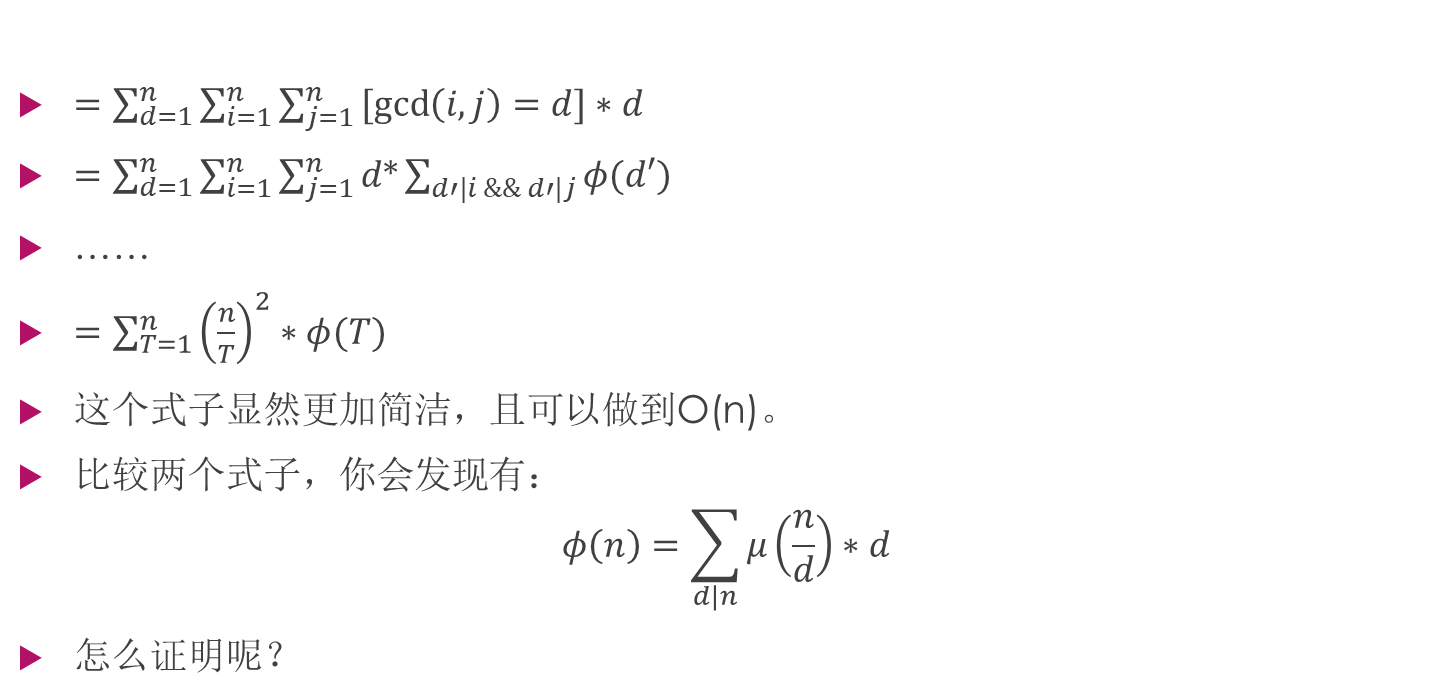 = ∑_{d=1}^{n} ∑_{i=1}^{n} ∑_{j=1}^{n} [gcd(i, j) = d] ∗ d
= ∑_{d=1}^{n} ∑_{i=1}^{n} ∑_{j=1}^{n} d* ∑_{d′|i && d′|j} ϕ(d′)
……
= ∑_{T=1}^{n} (n/T)^2 ∗ ϕ(T)
这个式子显然更加简洁，且可以做到O(n)。
比较两个式子，你会发现有：
ϕ(n) = ∑_{d|n} μ(n/d) ∗ d
怎么证明呢？